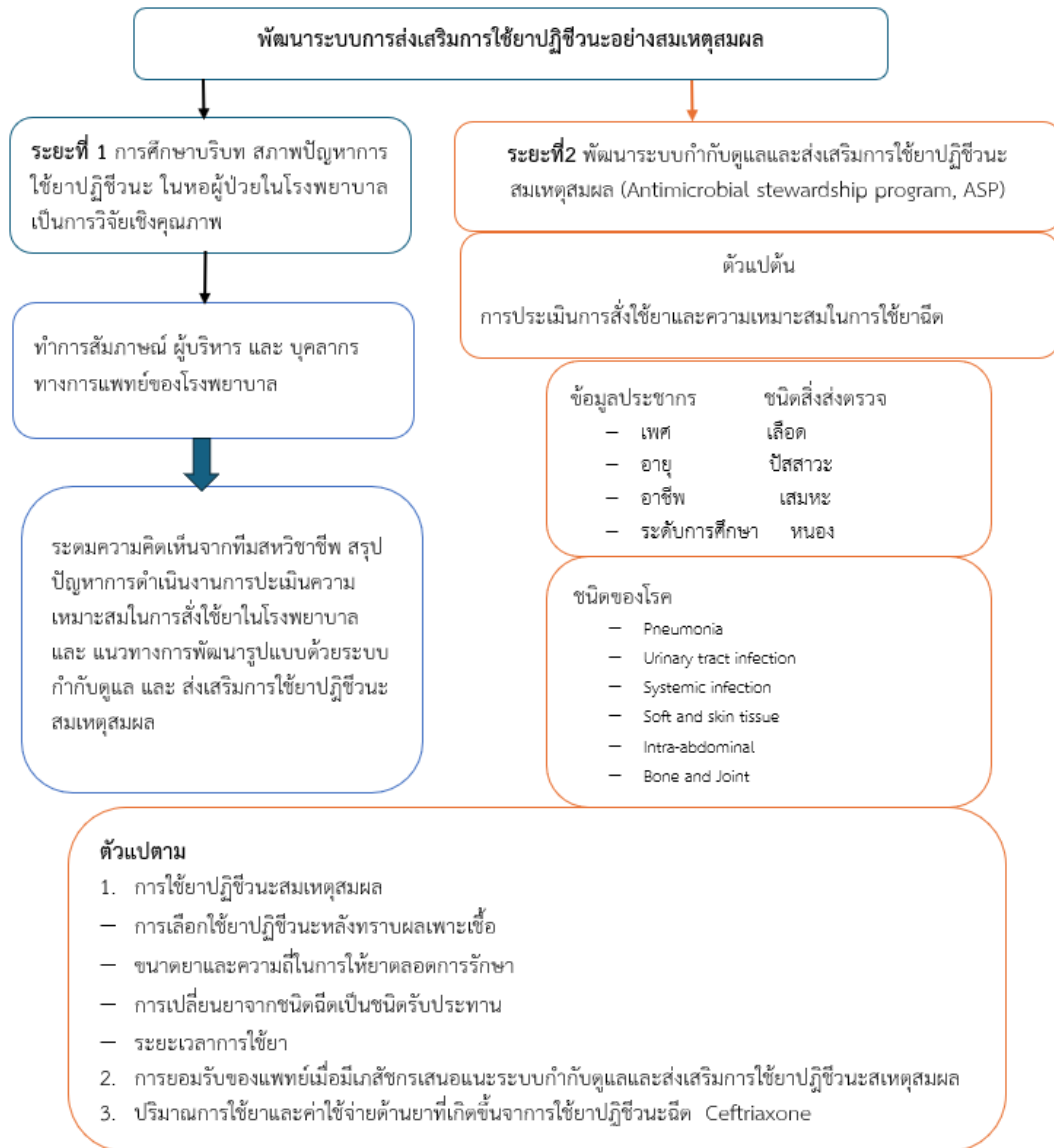 พัฒนาระบบการส่งเสริมการใช้ยาปฏิชีวนะอย่างสมเหตุสมผล
ระยะที่ 1 การศึกษาบริบท สภาพปัญหาการ
ใช้ยาปฏิชีวนะ ในหอผู้ป่วยในโรงพยาบาล
เป็นการวิจัยเชิงคุณภาพ
ทำการสัมภาษณ์ ผู้บริหาร และ บุคลากร
ทางการแพทย์ของโรงพยาบาล
ระดมความคิดเห็นจากทีมสหวิชาชีพ สรุป
ปัญหาการดำเนินงานการประเมินความ
เหมาะสมในการสั่งใช้ยาในโรงพยาบาล
และ แนวทางการพัฒนารูปแบบด้วยระบบ
กำกับดูแล และ ส่งเสริมการใช้ยาปฏิชีวนะ
สมเหตุสมผล
ระยะที่2 พัฒนาระบบกำกับดูแลและส่งเสริมการใช้ยาปฏิชีวนะ
สมเหตุสมผล (Antimicrobial stewardship program, ASP)
ตัวแปต้น
การประเมินการสั่งใช้ยาและความเหมาะสมในการใช้ยาฉีด
ข้อมูลประชากร ชนิดสิ่งส่งตรวจ
– เพศ เลือด
– อายุ ปัสสาวะ
– อาชีพ เสมหะ
– ระดับการศึกษา หนอง
ชนิดของโรค
– Pneumonia
– Urinary tract infection
– Systemic infection
– Soft and skin tissue
– Intra-abdominal
– Bone and Joint
ตัวแปตาม
1. การใช้ยาปฏิชีวนะสมเหตุสมผล
– การเลือกใช้ยาปฏิชีวนะหลังทราบผลเพาะเชื้อ
– ขนาดยาและความถี่ในการให้ยาตลอดการรักษา
– การเปลี่ยนยาจากชนิดฉีดเป็นชนิดรับประทาน
– ระยะเวลาการใช้ยา
2. การยอมรับของแพทย์เมื่อมีเภสัชกรเสนอแนะระบบกำกับดูแลและส่งเสริมการใช้ยาปฏิชีวนะสเหตุสมผล
3. ปริมาณการใช้ยาและค่าใช้จ่ายด้านยาที่เกิดขึ้นจาการใช้ยาปฏิชีวนะฉีด Ceftriaxone